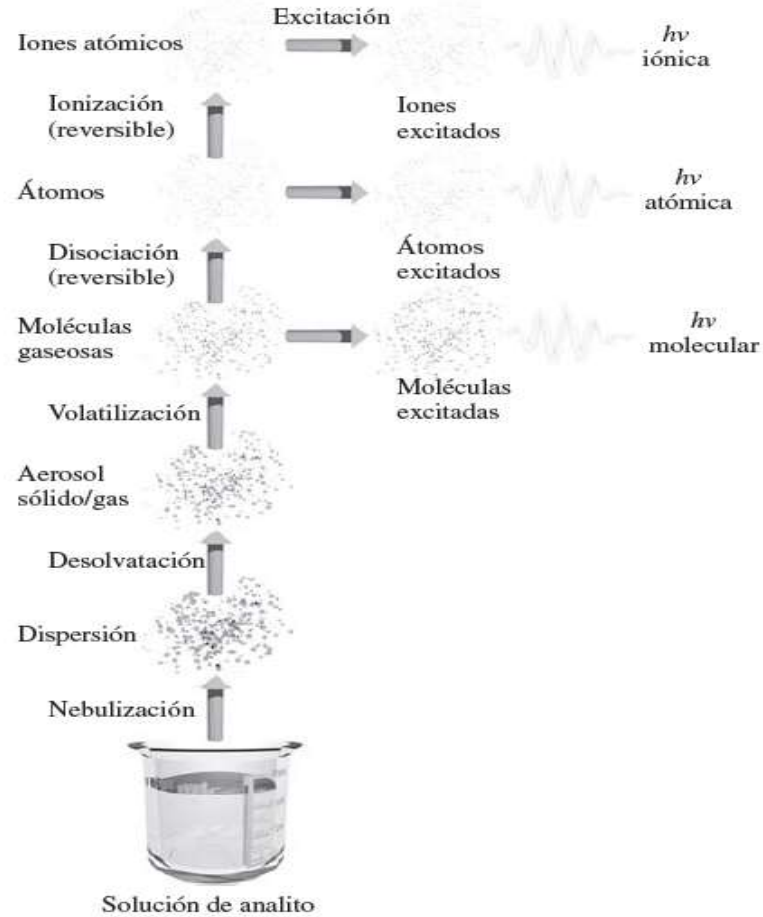 Excitación
Iones atómicos
hv
iónica
Ionización
(reversible)
Iones
excitados
Átomos
hv
atómica
Disociación
(reversible)
Átomos
excitados
Moléculas
gaseosas
hv
molecular
Moléculas
excitadas
Volatilización
Aerosol
sólido/gas
Desolvatación
Dispersión
Nebulización
Solución de analito